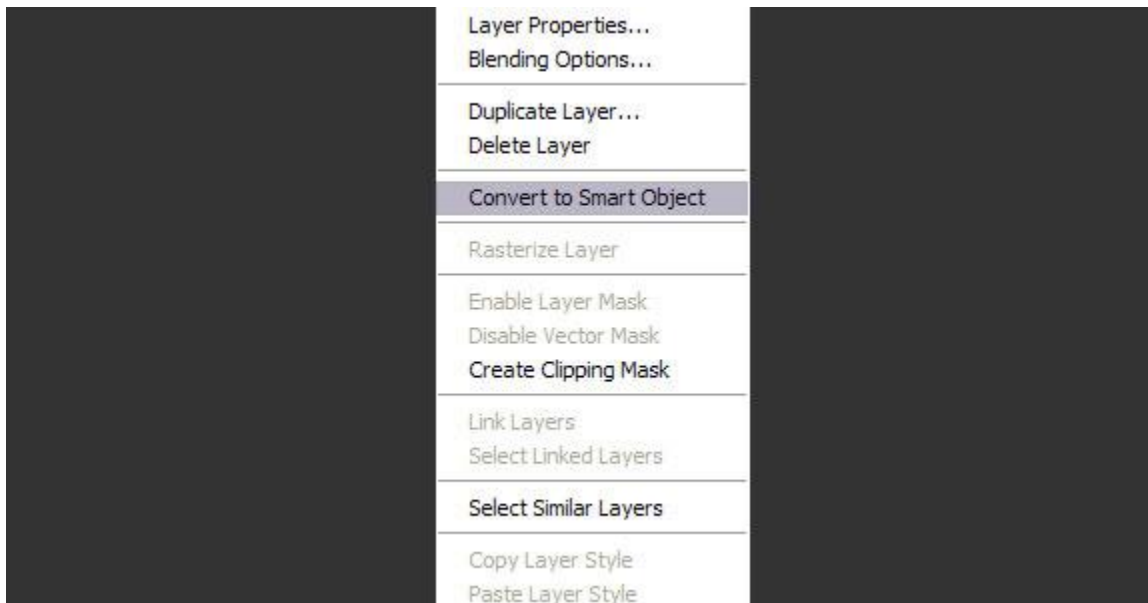 Layer Properties...
Blending Options...
Duplicate Layer...
Delete Layer
Convert to Smart Object
Rasterize Layer
Enable Layer Mask
Disable Vector Mask
Create Clipping Mask
Link Layers
Select Linked Layers
Select Similar Layers
Copy Layer Style
Paste Layer Style